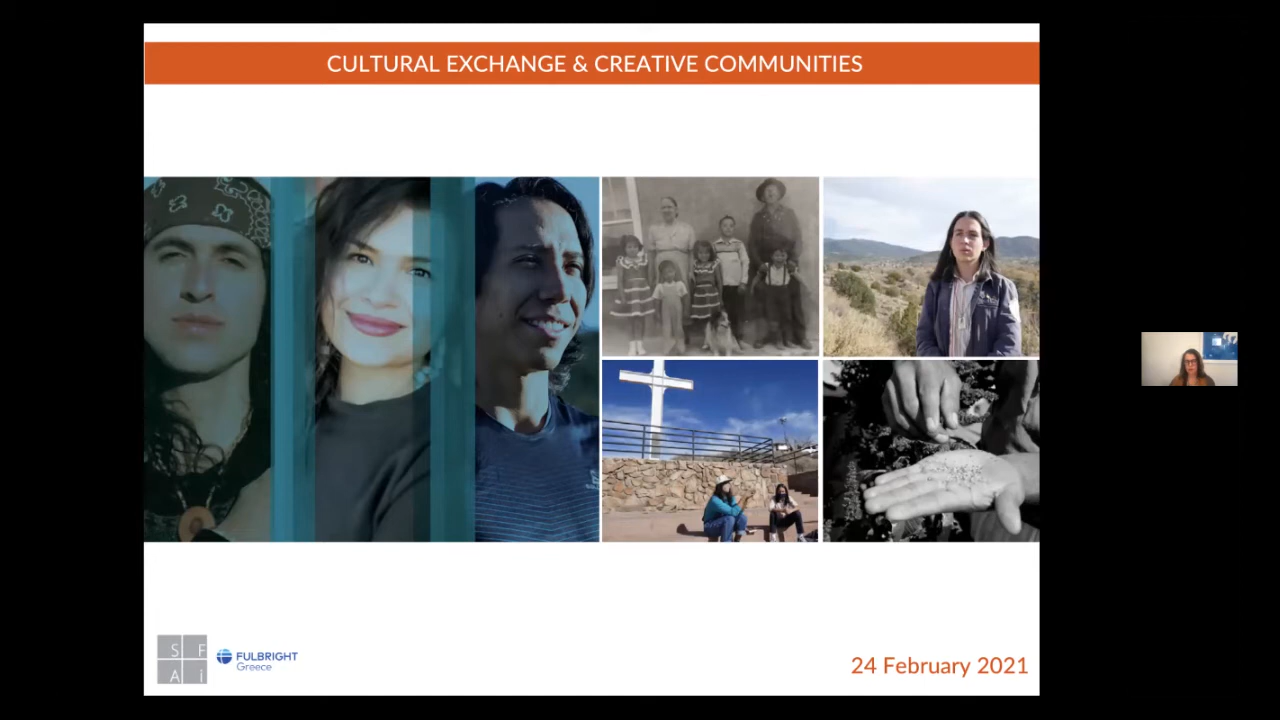 CULTURAL EXCHANGE & CREATIVE COMMUNITIES
S F
A i
FULBRIGHT
Greece
24 February 2021